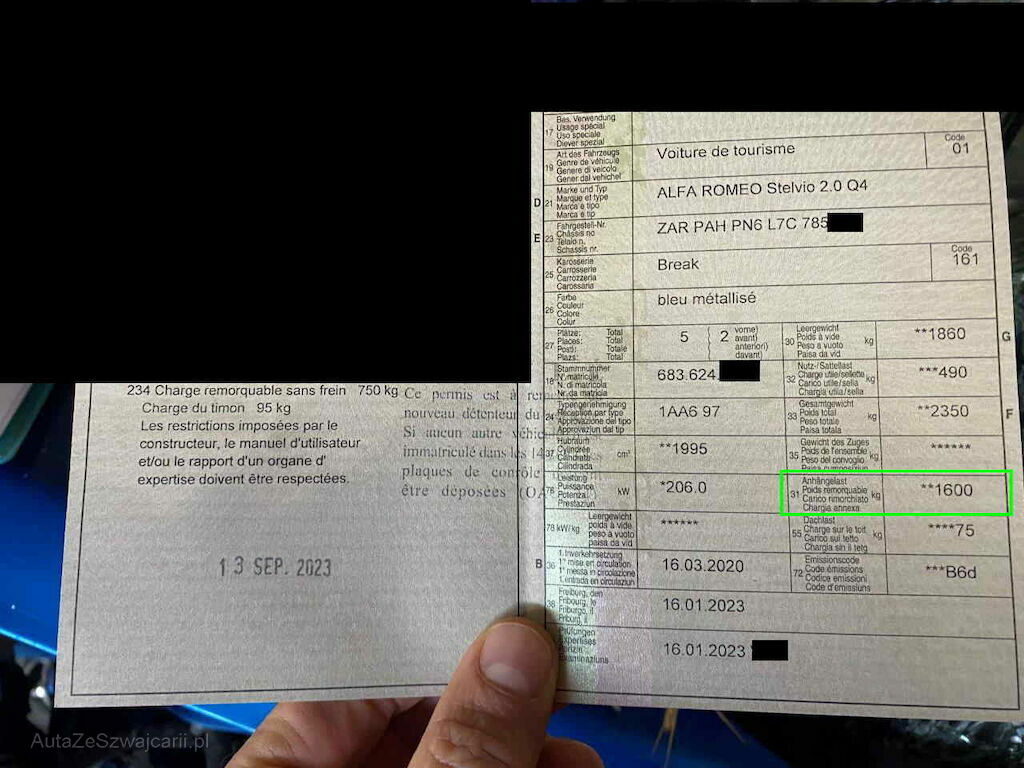 234 Charge remorquable sans frein 750 kg
Charge du timon 95 kg
Les restrictions imposées par le
constructeur, le manuel d'utilisateur
et/ou le rapport d'un organe d'
expertise doivent être respectées.
Ce permis est à
nouveau détenteur du
Si aucun autre
immatriculé dans les 14
plaques de contrôle
être déposées
13 SEP. 2023
17 Bes. Verwendung
Usage spécial
Uso speciale
Diever spezial
19 Art des Fahrzeugs
Genre de véhicule
Genere di veicolo
Gener dal vehichel
Voiture de tourisme
Code
01
D 21 Marke und Typ
Marque et type
Marca e tipo
Marca e tip
ALFA ROMEO Stelvio 2.0 Q4
E 23 Fahrgestell-Nr.
Châssis no
Telaio n.
Schassis nr.
ZAR PAH PN6 L7C 785
25 Karosserie
Carrosserie
Carrozzeria
Carossaria
Break
Code
161
26 Farbe
Couleur
Colore
Colur
bleu métallisé
27 Plätze: Total
Places: Total
Posti: Totale
Plazs: Total
5 ( 2 vorne)
avant)
anteriori)
davant)
30 Leergewicht
Poids à vide
Peso a vuoto
Paisa da vid
kg
**1860
G
18 Stammnummer
N° matricule
N. di matricola
Nr. da matricla
683.624.
32 Nutz-/Sattellast
Charge utile/sellette
Carico utile/sella
Chargia utila/sella
kg
***490
24 Typengenehmigung
Réception par type
Approvazione del tipo
Approvaziun dal tip
1AA6 97
33 Gesamtgewicht
Poids total
Peso totale
Paisa totala
kg
**2350
F
37 Hubraum
Cylindrée
Cilindrata
Cilindrada
cm³
**1995
35 Gewicht des Zuges
Poids de l'ensemble
Peso del convoglio
kg
******
76 Leistung
Puissance
Potenza
Prestaziun
kW
*206.0
31 Anhängelast
Poids remorquable
Carico rimorchiato
Chargia annexa
kg
**1600
78 kW/kg
Leergewicht
poids à vide
peso a vuoto
paisa da vid
******
55 Dachlast
Charge sur le toit
Carico sul tetto
Chargia sin il tetg
kg
****75
B 36 1. Inverkehrsetzung
1re mise en circulation
1a messa in circolazione
1. entrada en circulaziun
16.03.2020
72 Emissionscode
Code émissions
Codice emissioni
Code d'emissiuns
***B6d
38 Freiburg, den
Fribourg, le
Friburgo, il
Friburg, il
16.01.2023
Prüfungen
Expertises
16.01.2023
AutaZeSzwajcarii.pl